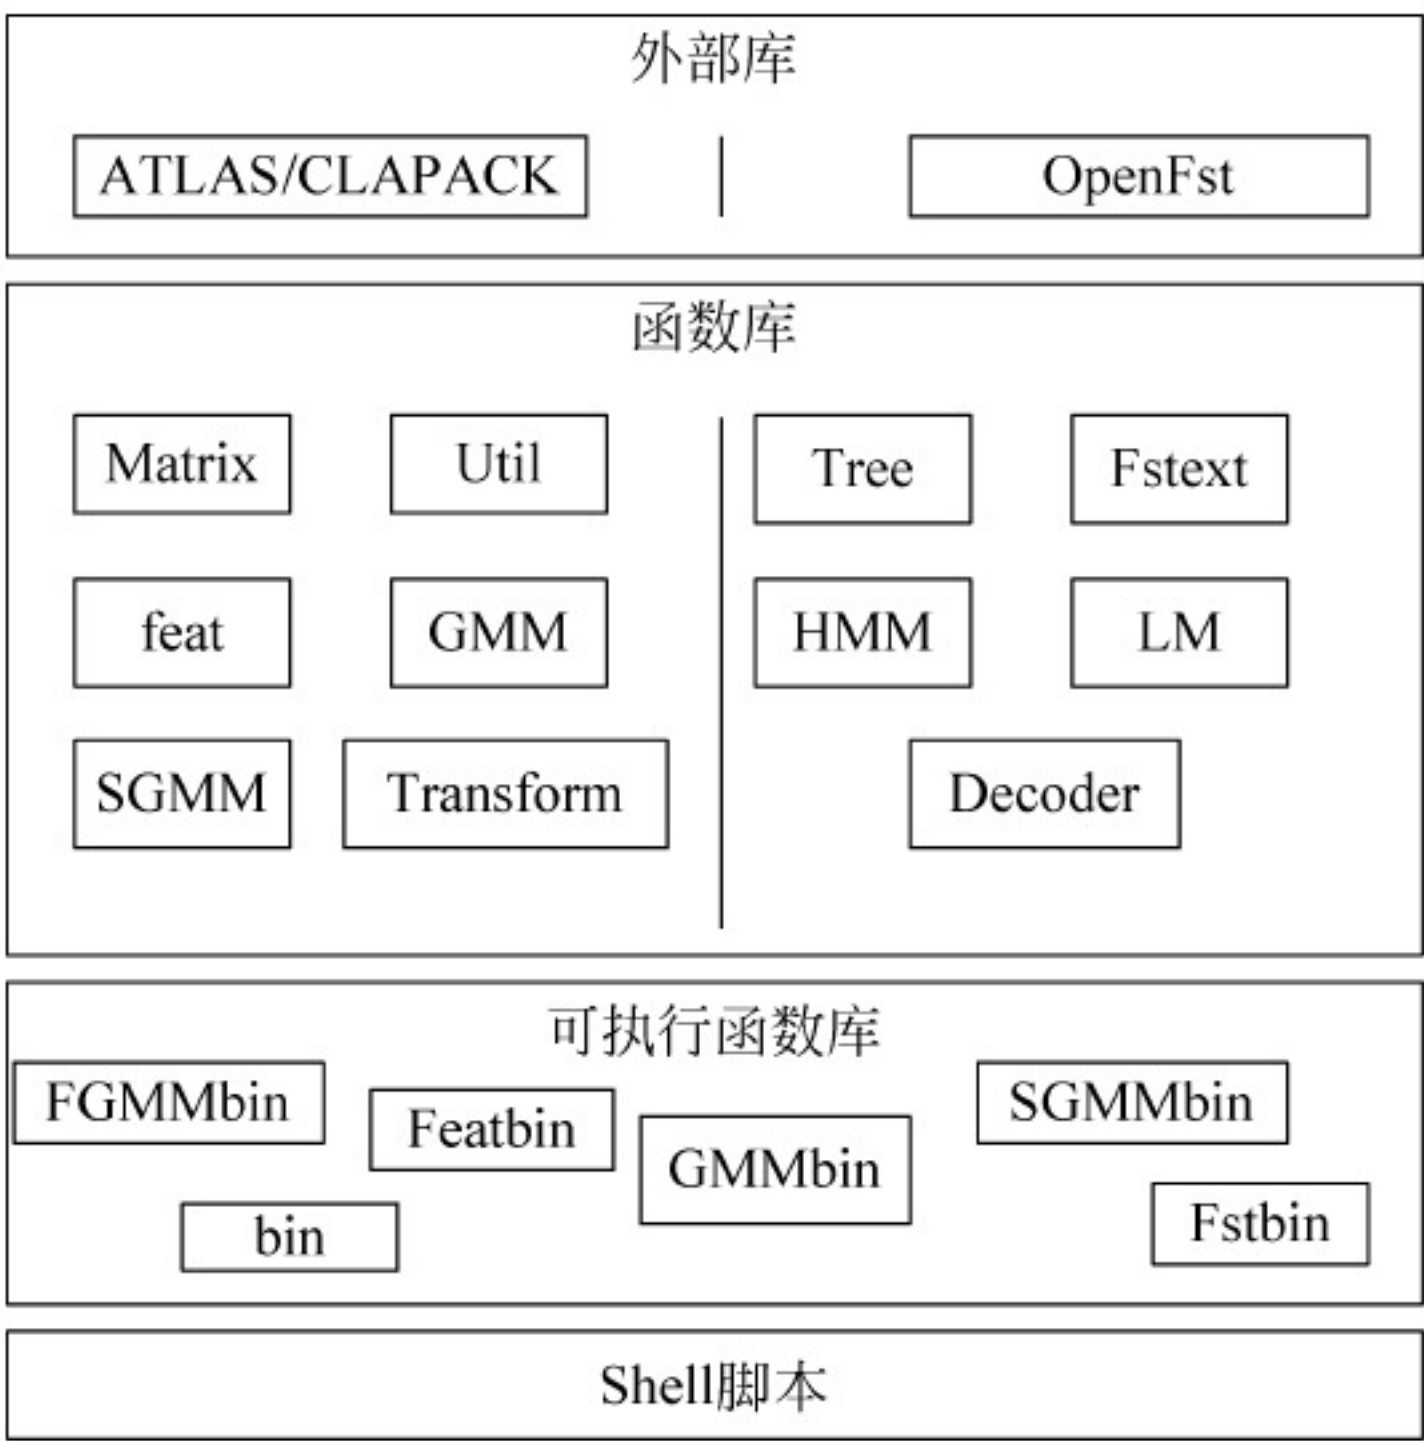 外部库
ATLAS/CLAPACK
OpenFst
函数库
Matrix
Util
Tree
Fstext
feat
GMM
HMM
LM
SGMM
Transform
Decoder
可执行函数库
FGMMbin
Featbin
GMMbin
SGMMbin
bin
Fstbin
Shell脚本